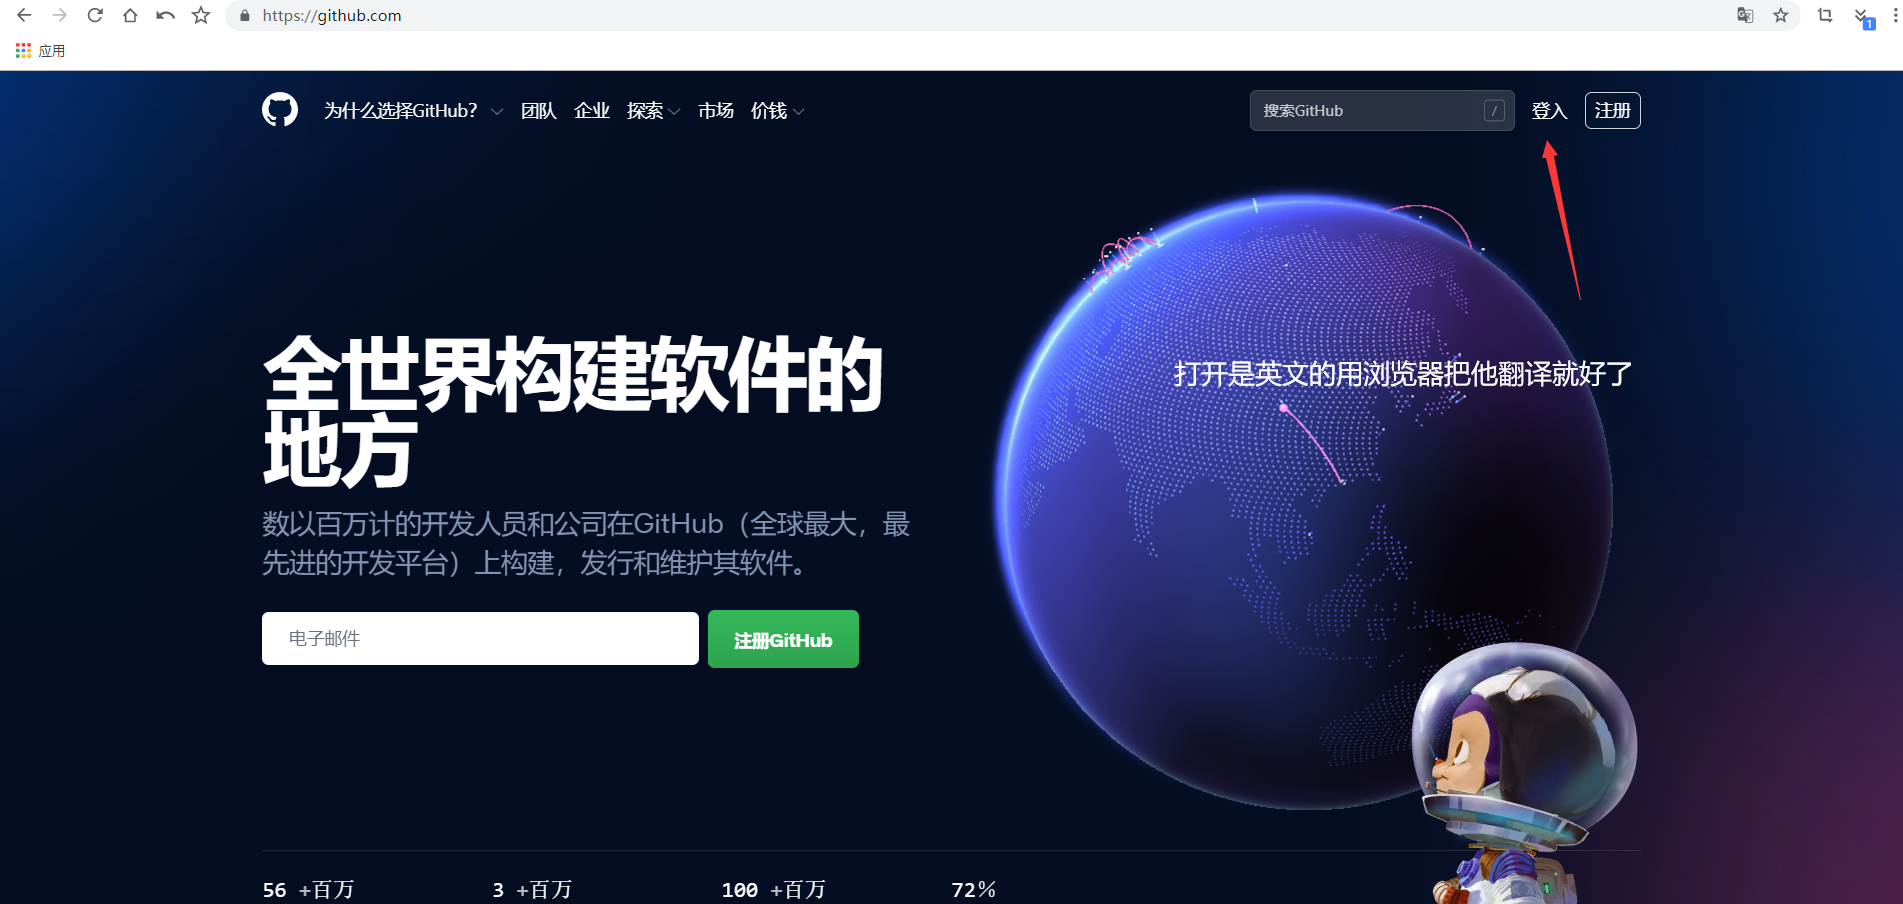 https://github.com
1
应用
为什么选择GitHub? 团队 企业 探索 市场 价钱
搜索GitHub /
登入 注册
打开是英文的用浏览器把他翻译就好了
全世界构建软件的
地方
数以百万计的开发人员和公司在GitHub（全球最大，最
先进的开发平台）上构建，发行和维护其软件。
电子邮件
注册GitHub
56 +百万 3 +百万 100 +百万 72%